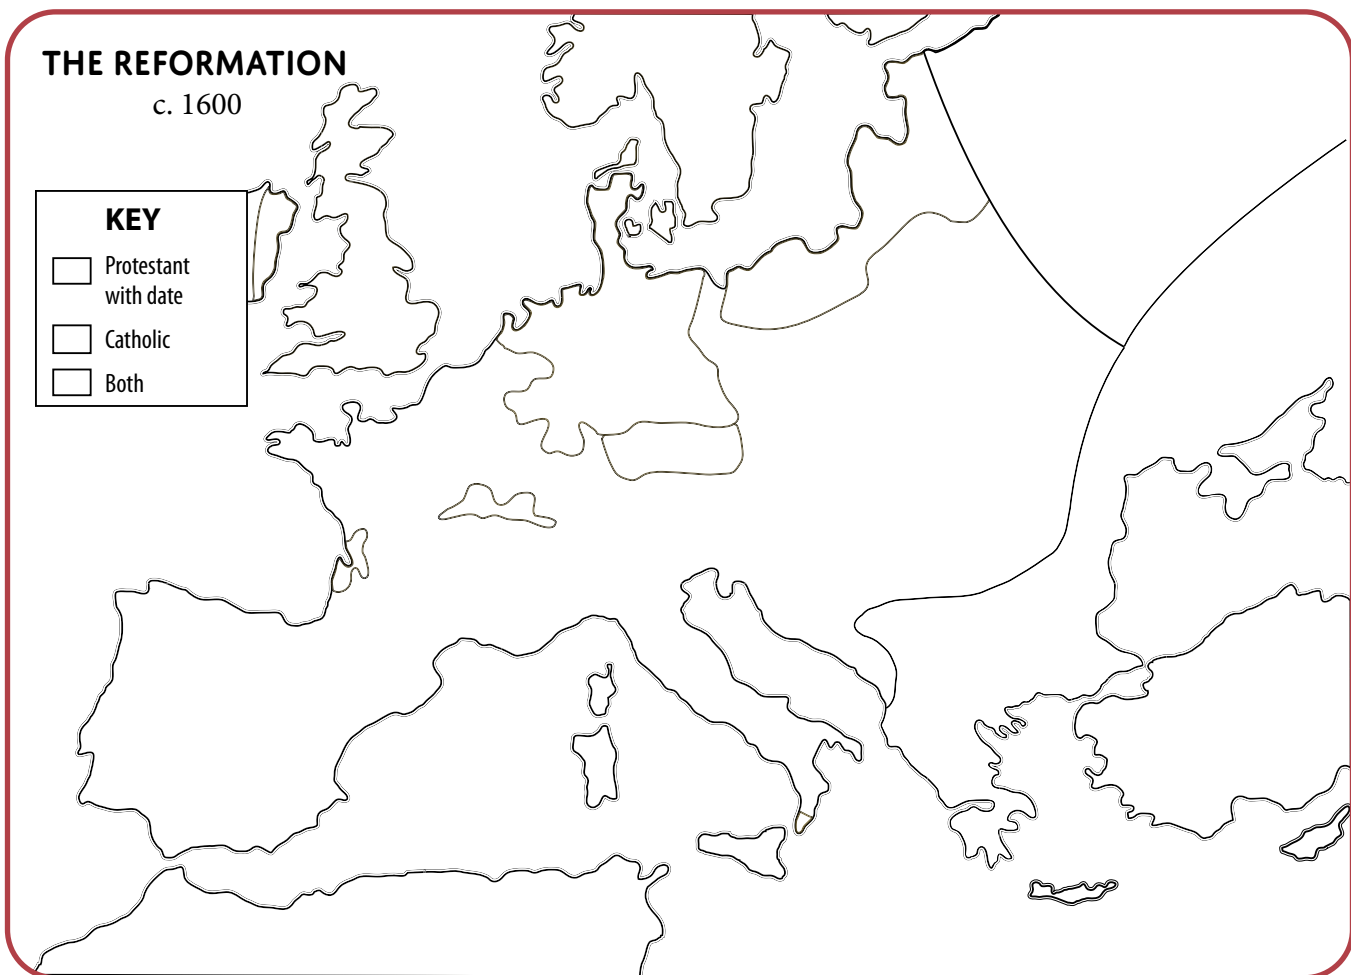 THE REFORMATION
c. 1600
KEY
Protestant
with date
Catholic
Both